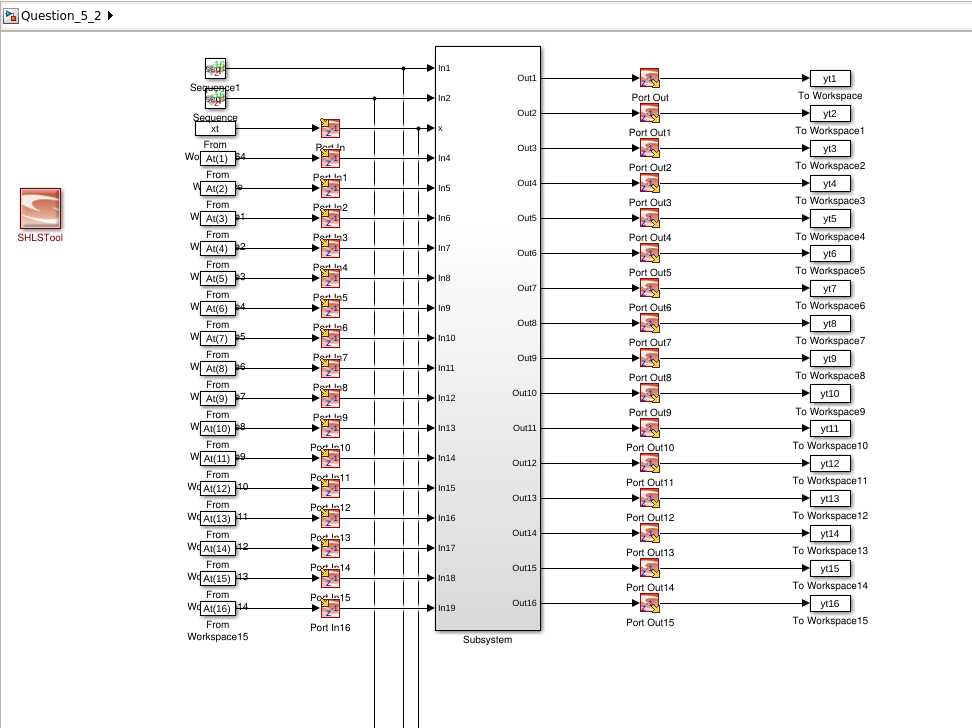 Question_5_2
Sequence1
Sequence
xt
From
At(1)
From
At(2)
From
At(3)
From
At(4)
From
At(5)
From
At(6)
From
At(7)
From
At(8)
From
At(9)
From
At(10)
From
At(11)
From
At(12)
From
At(13)
From
At(14)
From
At(15)
From
At(16)
From
Workspace15
SHLSTool
Port In
Port In1
Port In2
Port In3
Port In4
Port In5
Port In6
Port In7
Port In8
Port In9
Port In10
Port In11
Port In12
Port In13
Port In14
Port In15
Port In16
In1
In2
x
In4
In5
In6
In7
In8
In9
In10
In11
In12
In13
In14
In15
In16
In17
In18
In19
Out1
Out2
Out3
Out4
Out5
Out6
Out7
Out8
Out9
Out10
Out11
Out12
Out13
Out14
Out15
Out16
Subsystem
Port Out
Port Out1
Port Out2
Port Out3
Port Out4
Port Out5
Port Out6
Port Out7
Port Out8
Port Out9
Port Out10
Port Out11
Port Out12
Port Out13
Port Out14
Port Out15
yt1
To Workspace
yt2
To Workspace1
yt3
To Workspace2
yt4
To Workspace3
yt5
To Workspace4
yt6
To Workspace5
yt7
To Workspace6
yt8
To Workspace7
yt9
To Workspace8
yt10
To Workspace9
yt11
To Workspace10
yt12
To Workspace11
yt13
To Workspace12
yt14
To Workspace13
yt15
To Workspace14
yt16
To Workspace15